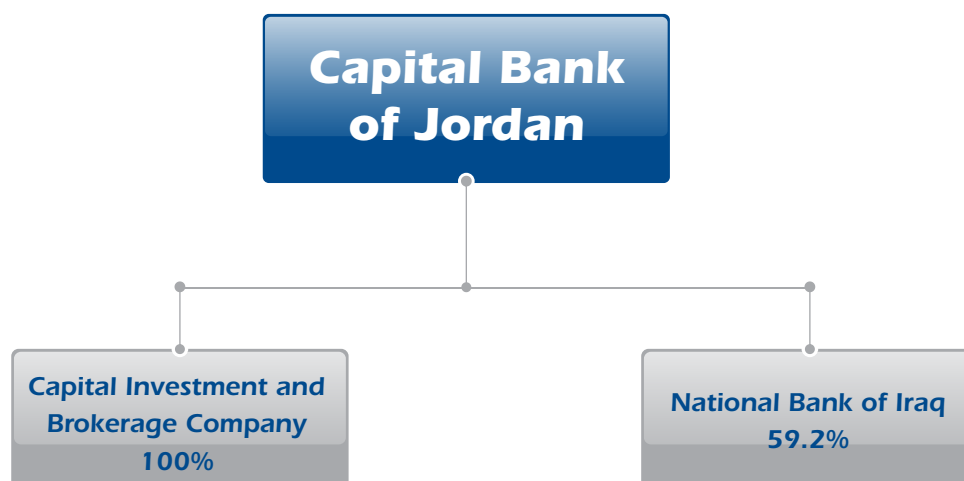 Capital Bank
of Jordan
Capital Investment and
Brokerage Company
100%
National Bank of Iraq
59.2%